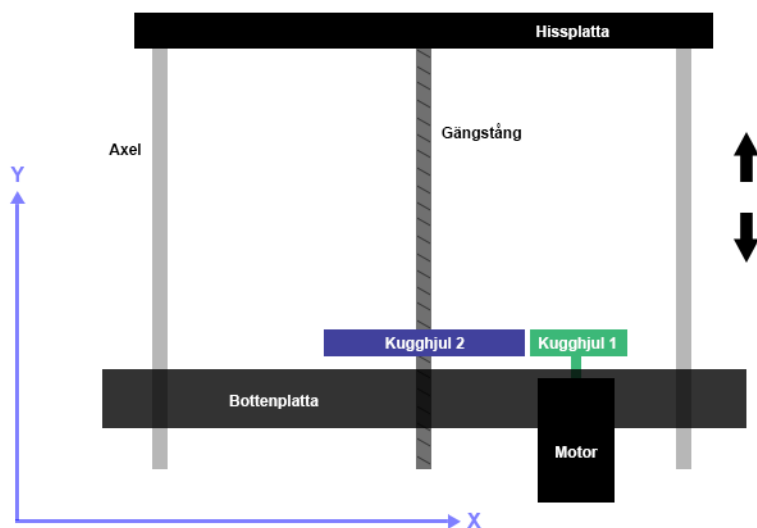 Hissplatta
Gängstång
Axel
Y
Kugghjul 2
Kugghjul 1
Bottenplatta
Motor
X